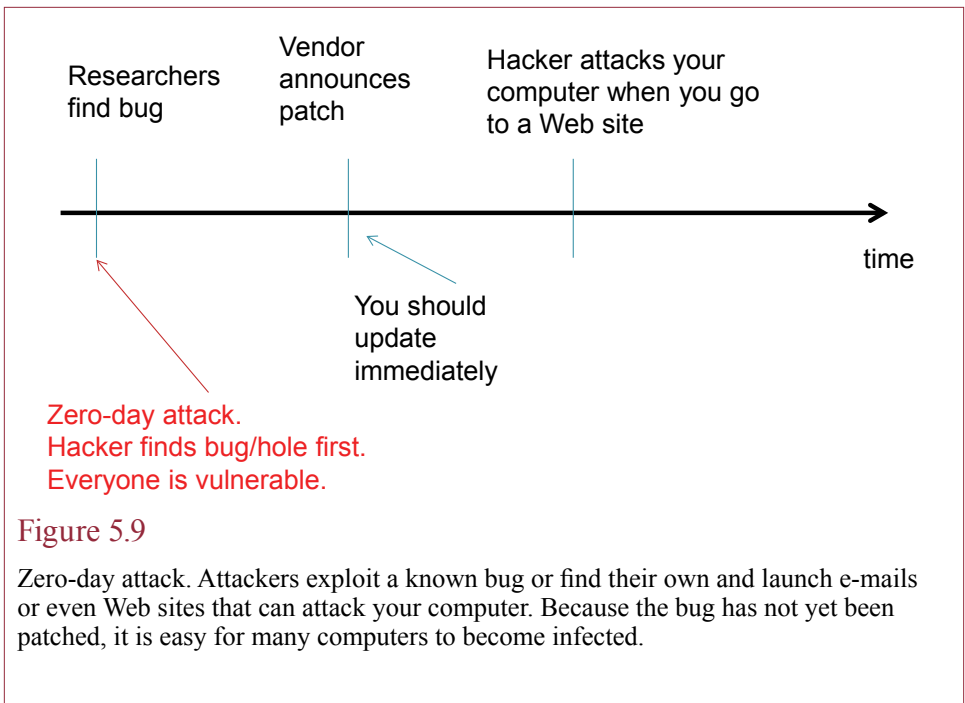 Researchers
find bug
Vendor
announces
patch
Hacker attacks your
computer when you go
to a Web site
time
You should
update
immediately
Zero-day attack.
Hacker finds bug/hole first.
Everyone is vulnerable.
Figure 5.9
Zero-day attack. Attackers exploit a known bug or find their own and launch e-mails
or even Web sites that can attack your computer. Because the bug has not yet been
patched, it is easy for many computers to become infected.